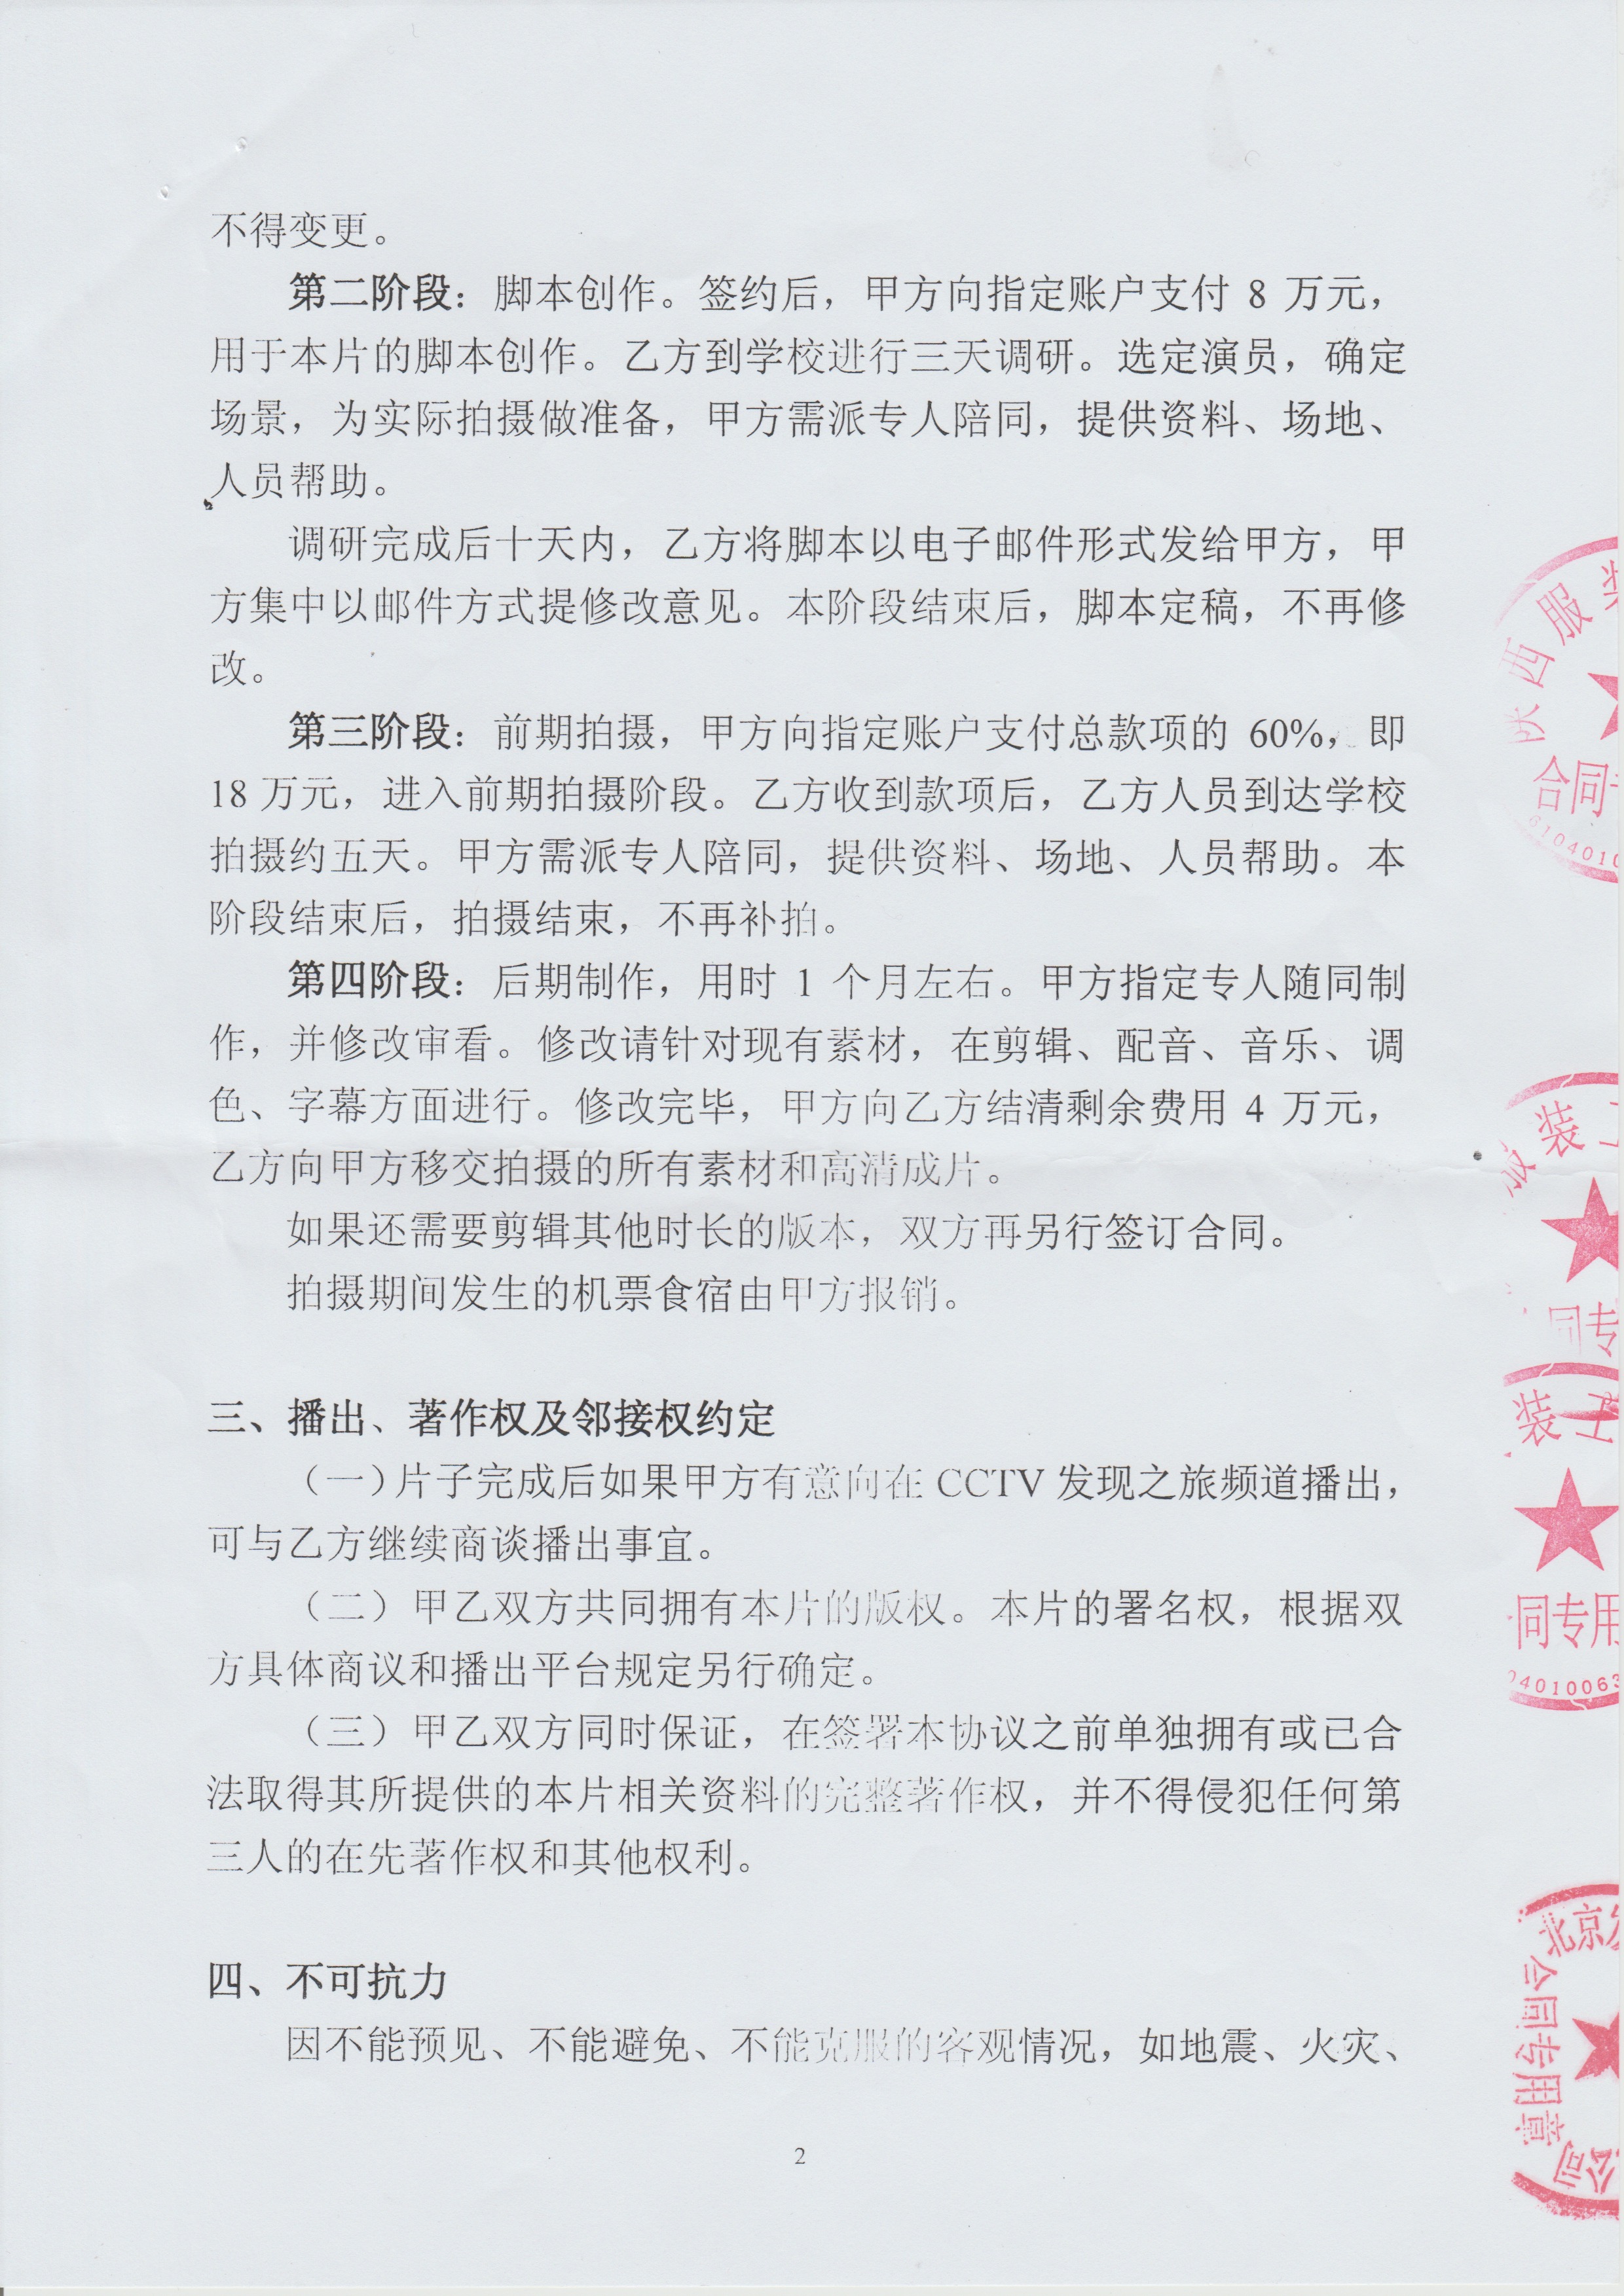 不得变更。
第二阶段：脚本创作。签约后，甲方向指定账户支付 8 万元，
用于本片的脚本创作。乙方到学校进行三天调研。选定演员，确定
场景，为实际拍摄做准备，甲方需派专人陪同，提供资料、场地、
人员帮助。
调研完成后十天内，乙方将脚本以电子邮件形式发给甲方，甲
方集中以邮件方式提修改意见。本阶段结束后，脚本定稿，不再修
改。
第三阶段：前期拍摄，甲方向指定账户支付总款项的 60%，即
18 万元，进入前期拍摄阶段。乙方收到款项后，乙方人员到达学校
拍摄约五天。甲方需派专人陪同，提供资料、场地、人员帮助。本
阶段结束后，拍摄结束，不再补拍。
第四阶段：后期制作，用时 1 个月左右。甲方指定专人随同制
作，并修改审看。修改请针对现有素材，在剪辑、配音、音乐、调
色、字幕方面进行。修改完毕，甲方向乙方结清剩余费用 4 万元，
乙方向甲方移交拍摄的所有素材和高清成片。
如果还需要剪辑其他时长的版本，双方再另行签订合同。
拍摄期间发生的机票食宿由甲方报销。
三、播出、著作权及邻接权约定
（一）片子完成后如果甲方有意向在 CCTV 发现之旅频道播出，
可与乙方继续商谈播出事宜。
（二）甲乙双方共同拥有本片的版权。本片的署名权，根据双
方具体商议和播出平台规定另行确定。
（三）甲乙双方同时保证，在签署本协议之前单独拥有或已合
法取得其所提供的本片相关资料的完整著作权，并不得侵犯任何第
三人的在先著作权和其他权利。
四、不可抗力
因不能预见、不能避免、不能克服的客观情况，如地震、火灾、
2
陕西服
合同
6104010
装
同专
装工
同专用
04010063
北京
合同专用章
公司